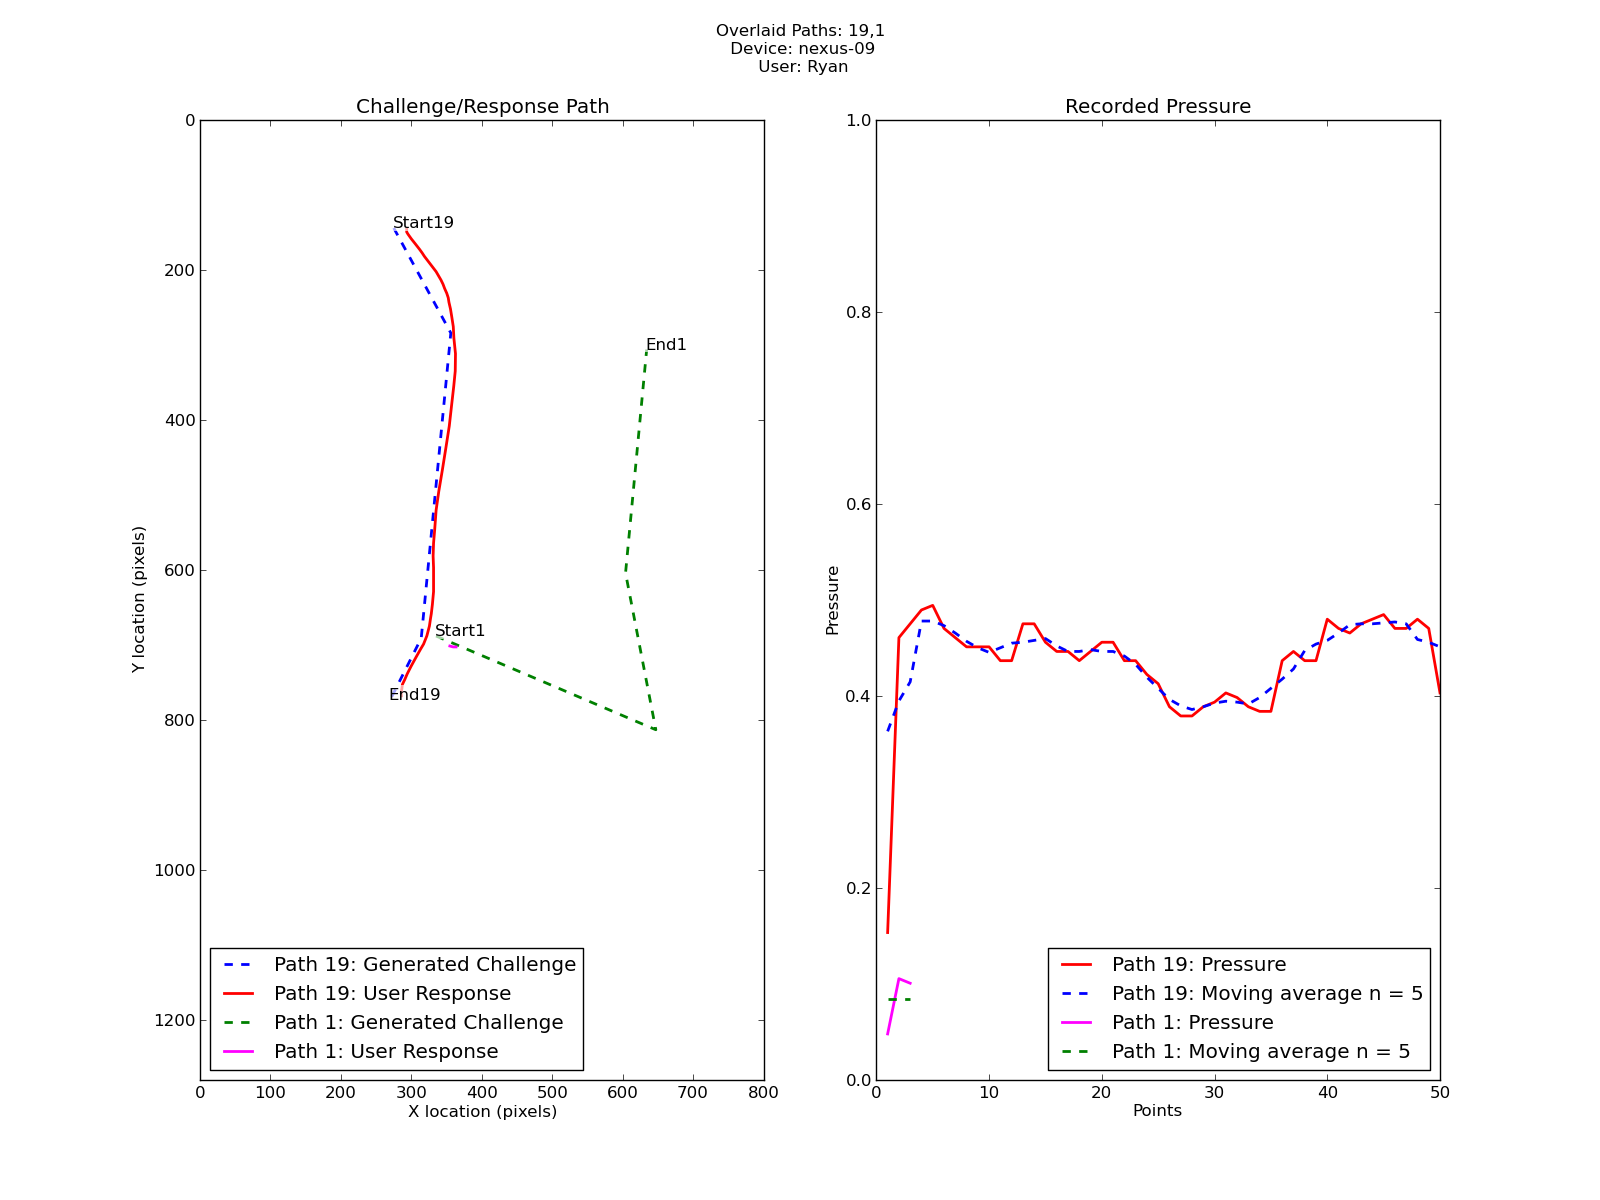 Overlaid Paths: 19,1
Device: nexus-09
User: Ryan
Challenge/Response Path
0
200
400
600
800
1000
1200
Y location (pixels)
Start19
End1
Start1
End19
Path 19: Generated Challenge
Path 19: User Response
Path 1: Generated Challenge
Path 1: User Response
0 100 200 300 400 500 600 700 800
X location (pixels)
Recorded Pressure
1.0
0.8
0.6
0.4
0.2
0.0
Pressure
Path 19: Pressure
Path 19: Moving average n = 5
Path 1: Pressure
Path 1: Moving average n = 5
0 10 20 30 40 50
Points